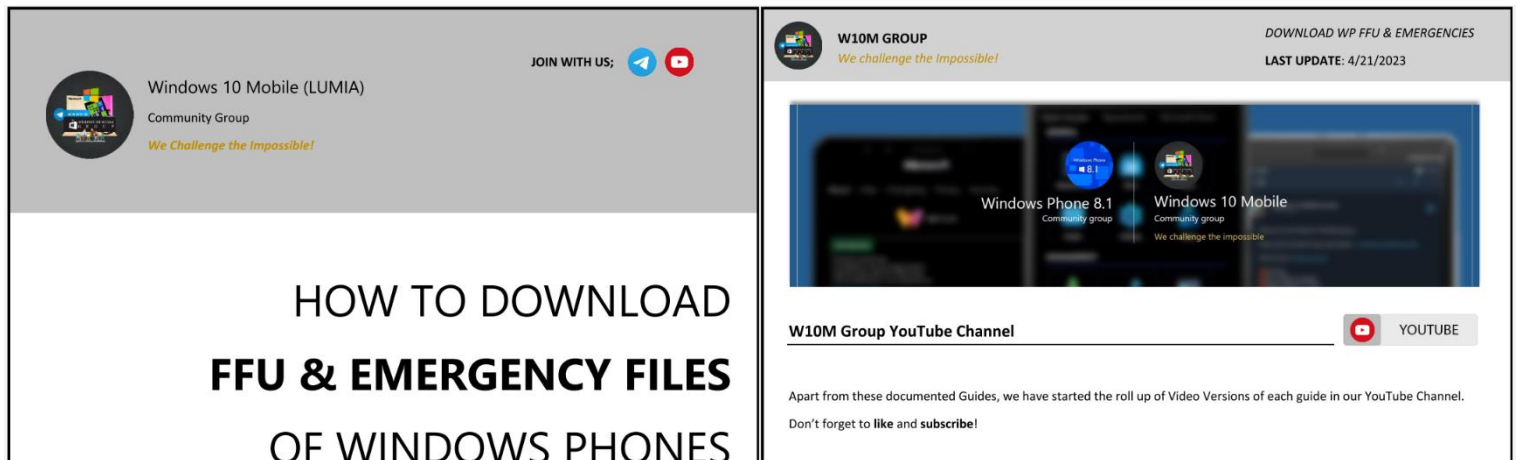 JOIN WITH US;
Windows 10 Mobile (LUMIA)
Community Group
We Challenge the Impossible!
HOW TO DOWNLOAD
FFU & EMERGENCY FILES
OF WINDOWS PHONES
W10M GROUP
We challenge the Impossible!
DOWNLOAD WP FFU & EMERGENCIES
LAST UPDATE: 4/21/2023
Windows Phone
8.1
Windows Phone 8.1
Community group
Windows 10 Mobile
Community group
We challenge the impossible
W10M Group YouTube Channel
YOUTUBE
Apart from these documented Guides, we have started the roll up of Video Versions of each guide in our YouTube Channel.
Don't forget to like and subscribe!